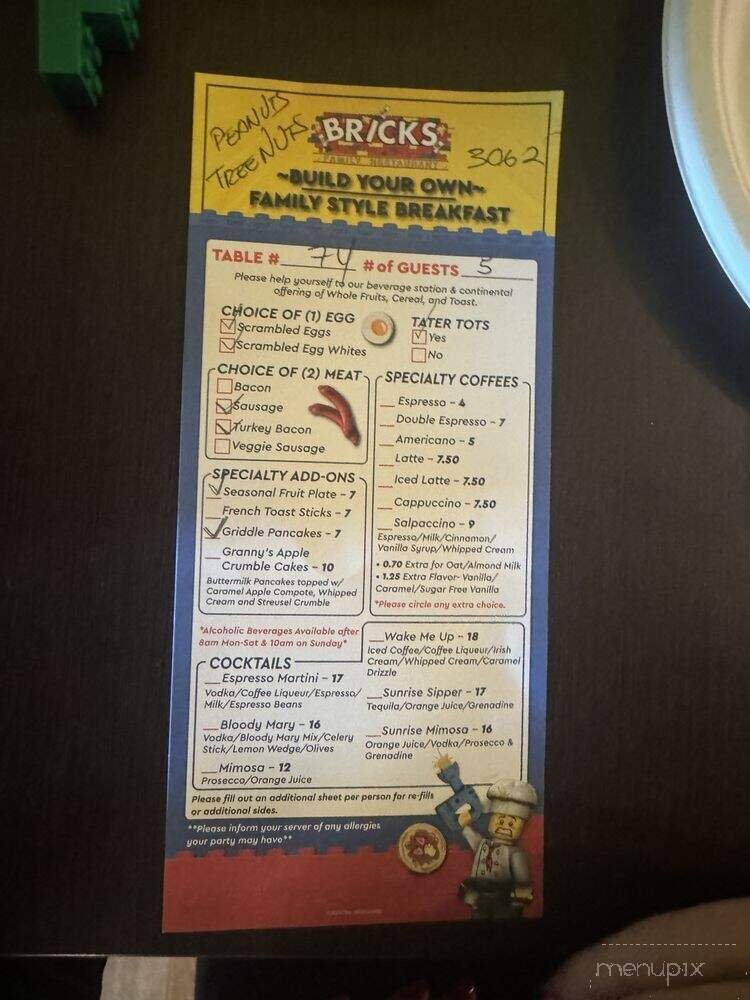 PEANUTS
TREE NUTS
BRICKS
FAMILY RESTAURANT
3062
~BUILD YOUR OWN~
FAMILY STYLE BREAKFAST
TABLE # 74 # of GUESTS 5
Please help yourself to our beverage station & continental
offering of Whole Fruits, Cereal, and Toast.
CHOICE OF (1) EGG
Scrambled Eggs
Scrambled Egg Whites
TATER TOTS
Yes
No
CHOICE OF (2) MEAT
Bacon
Sausage
Turkey Bacon
Veggie Sausage
SPECIALTY COFFEES
Espresso - 4
Double Espresso - 7
Americano - 5
Latte - 7.50
Iced Latte - 7.50
Cappuccino - 7.50
Salpaccino - 9
Espresso/Milk/Cinnamon/
Vanilla Syrup/Whipped Cream
• 0.70 Extra for Oat/Almond Milk
• 1.25 Extra Flavor- Vanilla/
Caramel/Sugar Free Vanilla
*Please circle any extra choice.
SPECIALTY ADD-ONS
Seasonal Fruit Plate - 7
French Toast Sticks - 7
Griddle Pancakes - 7
Granny's Apple
Crumble Cakes - 10
Buttermilk Pancakes topped w/
Caramel Apple Compote, Whipped
Cream and Streusel Crumble
*Alcoholic Beverages Available after
8am Mon-Sat & 10am on Sunday*
COCKTAILS
Espresso Martini - 17
Vodka/Coffee Liqueur/Espresso/
Milk/Espresso Beans
Bloody Mary - 16
Vodka/Bloody Mary Mix/Celery
Stick/Lemon Wedge/Olives
Mimosa - 12
Prosecco/Orange Juice
Wake Me Up - 18
Iced Coffee/Coffee Liqueur/Irish
Cream/Whipped Cream/Caramel
Drizzle
Sunrise Sipper - 17
Tequila/Orange Juice/Grenadine
Sunrise Mimosa - 16
Orange Juice/Vodka/Prosecco &
Grenadine
Please fill out an additional sheet per person for re-fills
or additional sides.
**Please inform your server of any allergies
your party may have**
menupix